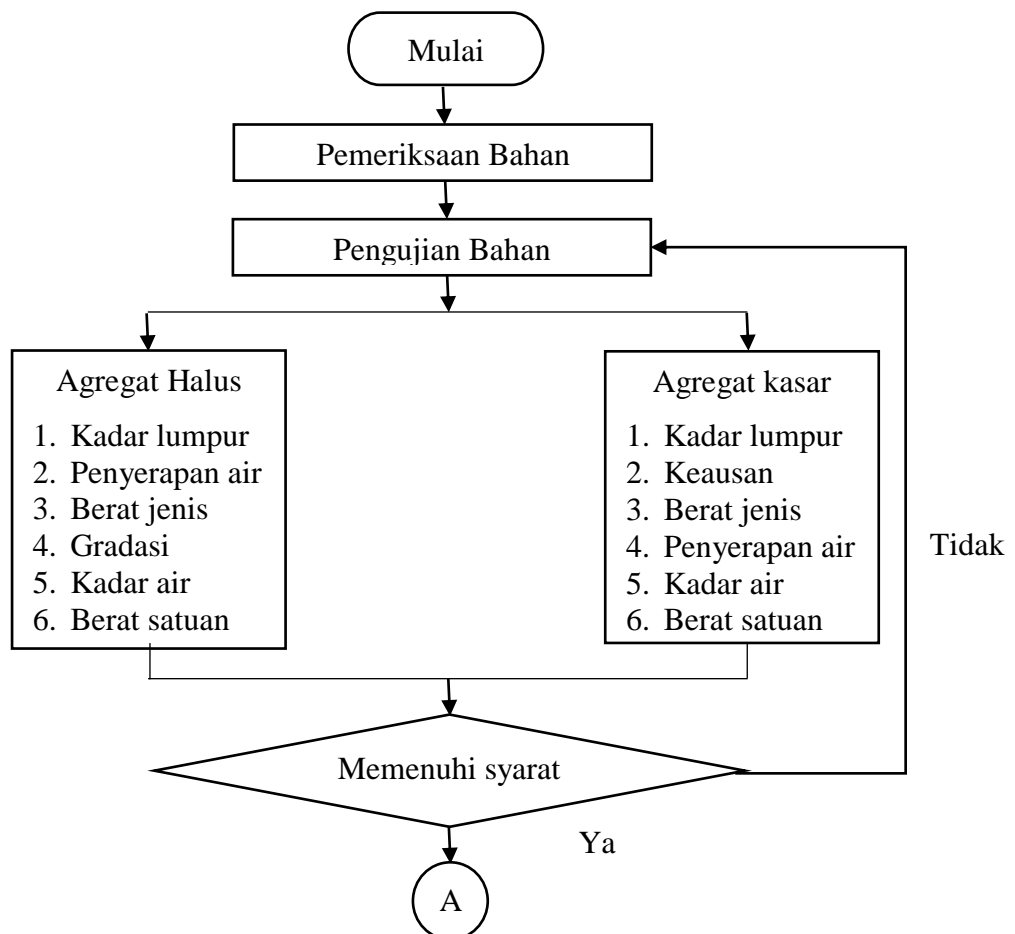 Mulai
Pemeriksaan Bahan
Pengujian Bahan
Agregat Halus
1. Kadar lumpur
2. Penyerapan air
3. Berat jenis
4. Gradasi
5. Kadar air
6. Berat satuan
Agregat kasar
1. Kadar lumpur
2. Keausan
3. Berat jenis
4. Penyerapan air
5. Kadar air
6. Berat satuan
Tidak
Memenuhi syarat
Ya
A